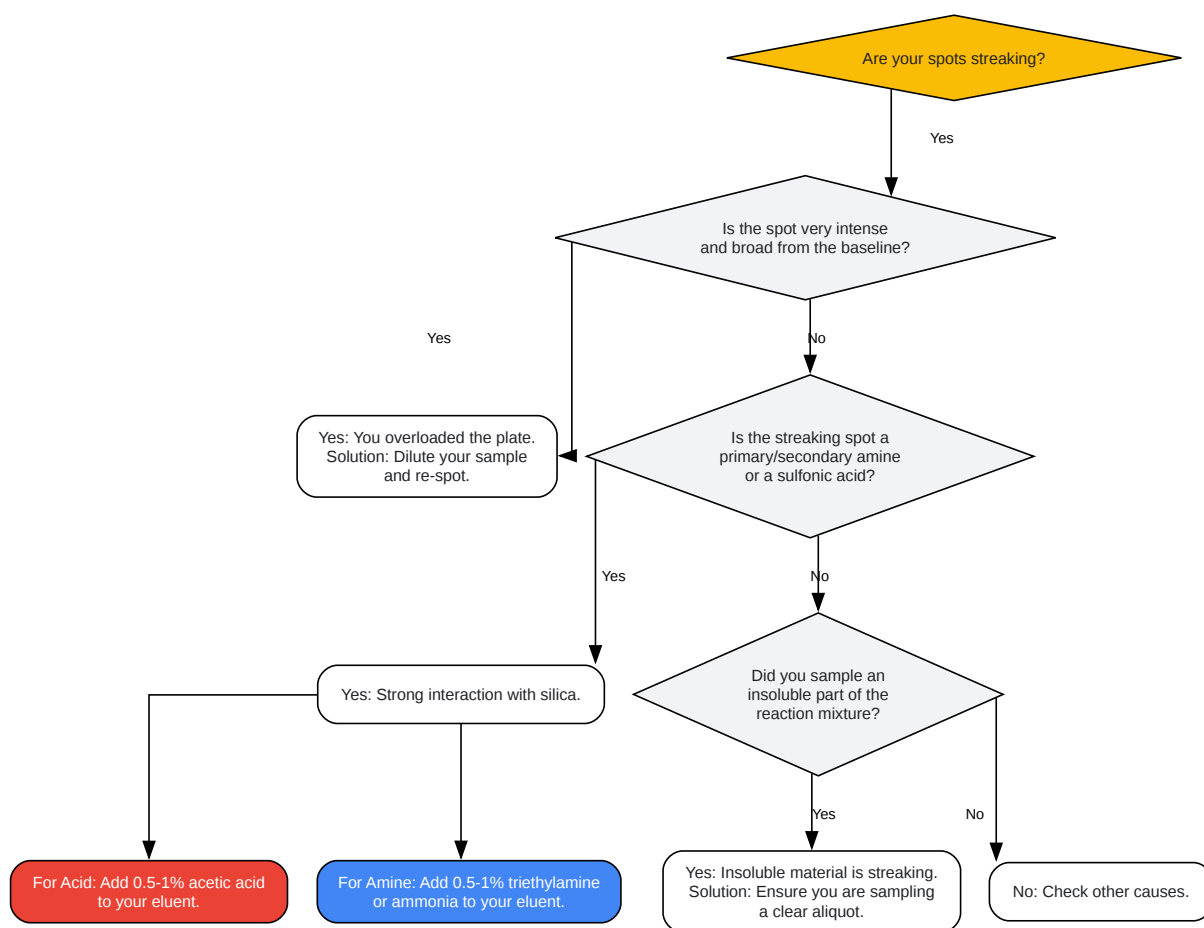 Are your spots streaking?
Yes
Is the spot very intense
and broad from the baseline?
Yes
No
Yes: You overloaded the plate.
Solution: Dilute your sample
and re-spot.
Is the streaking spot a
primary/secondary amine
or a sulfonic acid?
Yes
No
Yes: Strong interaction with silica.
Did you sample an
insoluble part of the
reaction mixture?
Yes
No
For Acid: Add 0.5-1% acetic acid
to your eluent.
For Amine: Add 0.5-1% triethylamine
or ammonia to your eluent.
Yes: Insoluble material is streaking.
Solution: Ensure you are sampling
a clear aliquot.
No: Check other causes.